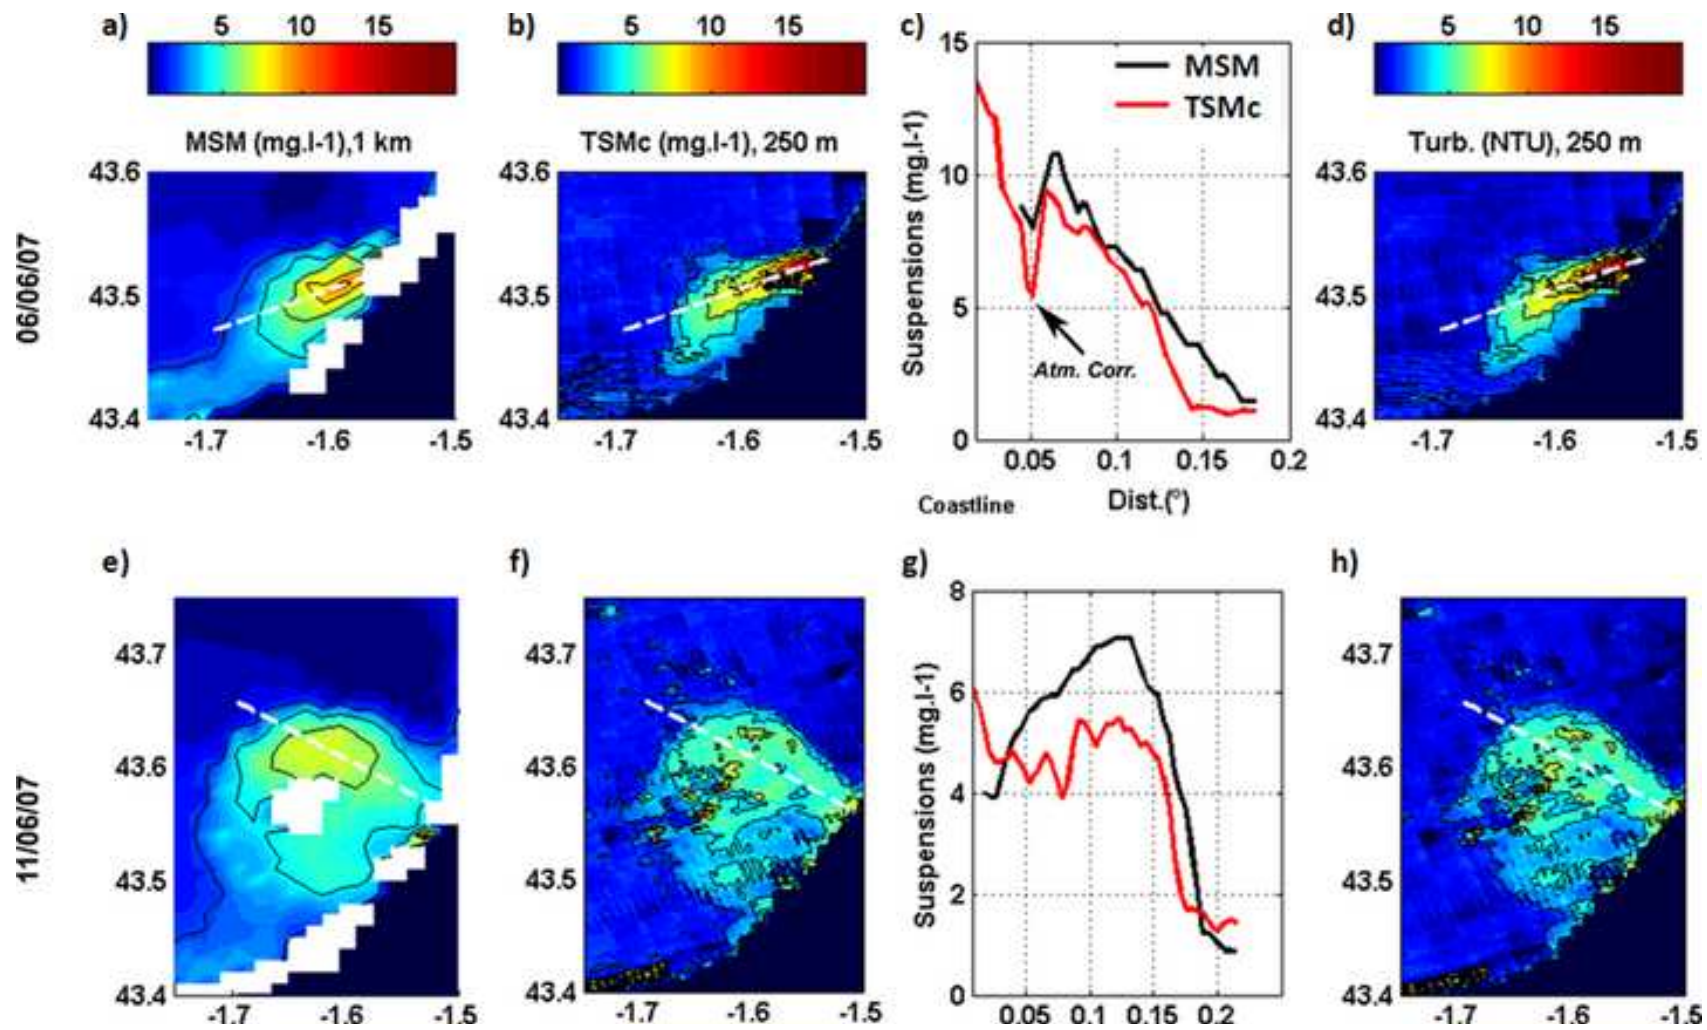 a) 5 10 15
b) 5 10 15
c)
d) 5 10 15
MSM (mg.l-1),1 km
TSMc (mg.l-1), 250 m
Turb. (NTU), 250 m
06/06/07
43.6
43.5
43.4
-1.7 -1.6 -1.5
43.6
43.5
43.4
-1.7 -1.6 -1.5
Suspensions (mg.l-1)
15
10
5
0
MSM
TSMc
Atm. Corr.
0.05 0.1 0.15 0.2
Coastline
Dist.(°)
43.6
43.5
43.4
-1.7 -1.6 -1.5
11/06/07
e)
43.7
43.6
43.5
43.4
-1.7 -1.6 -1.5
f)
43.7
43.6
43.5
43.4
-1.7 -1.6 -1.5
g)
Suspensions (mg.l-1)
8
6
4
2
0
0.05 0.1 0.15 0.2
h)
43.7
43.6
43.5
43.4
-1.7 -1.6 -1.5